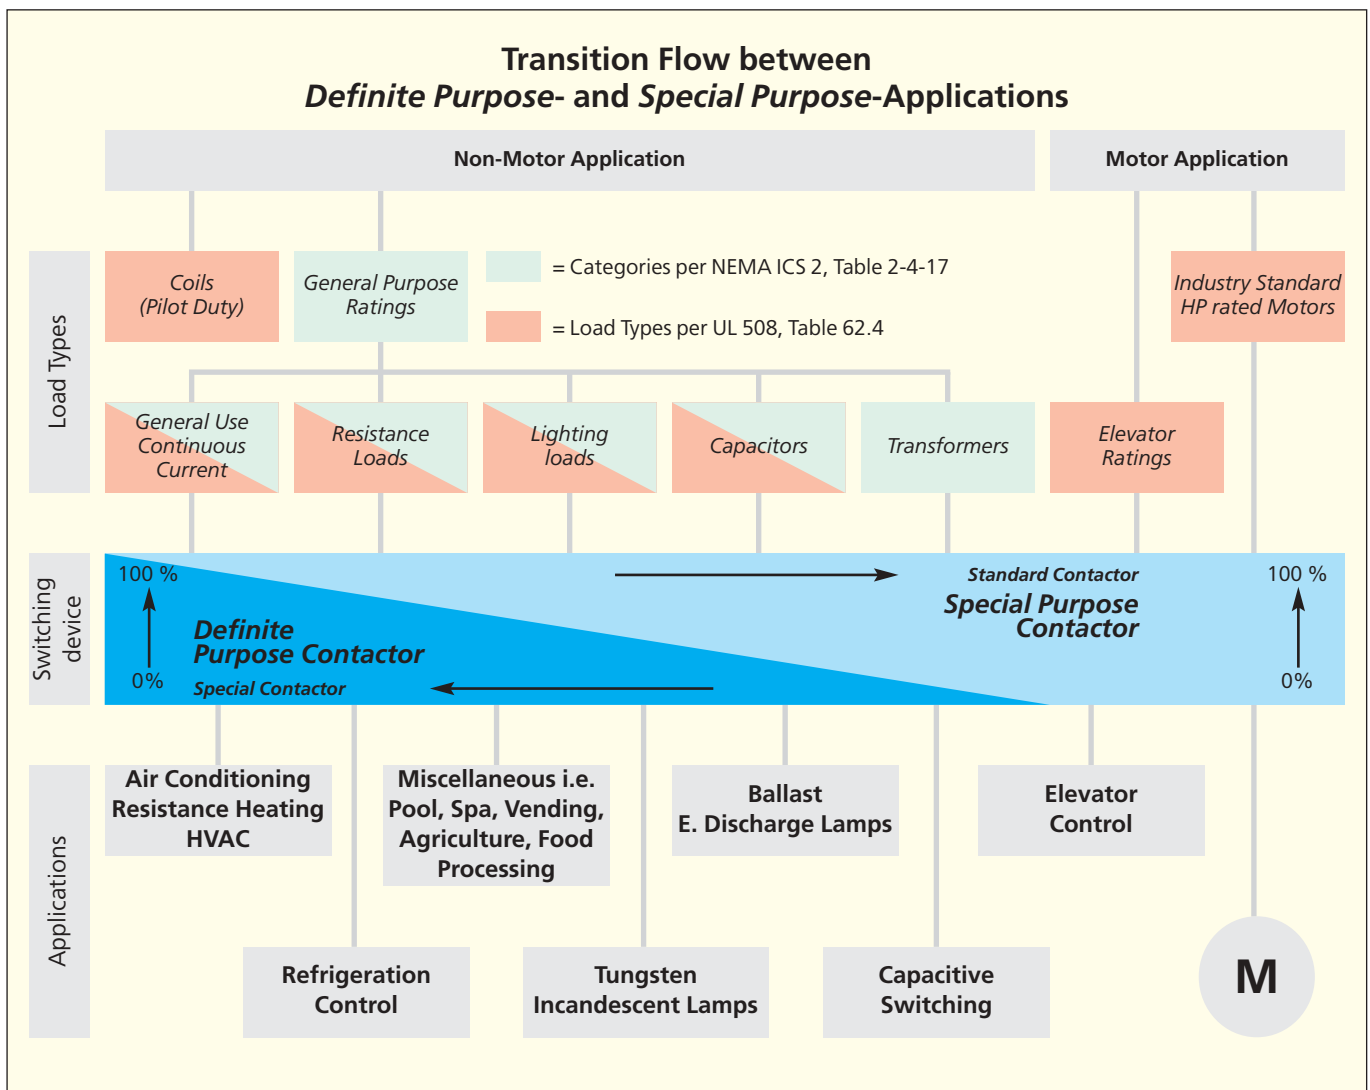 Transition Flow between
Definite Purpose- and Special Purpose-Applications
Non-Motor Application
Motor Application
Load Types
Coils
(Pilot Duty)
General Purpose
Ratings
= Categories per NEMA ICS 2, Table 2-4-17
= Load Types per UL 508, Table 62.4
Industry Standard
HP rated Motors
General Use
Continuous
Current
Resistance
Loads
Lighting
loads
Capacitors
Transformers
Elevator
Ratings
Switching
device
100 %
0%
Definite
Purpose Contactor
Special Contactor
Standard Contactor
Special Purpose
Contactor
100 %
0%
Applications
Air Conditioning
Resistance Heating
HVAC
Miscellaneous i.e.
Pool, Spa, Vending,
Agriculture, Food
Processing
Ballast
E. Discharge Lamps
Elevator
Control
Refrigeration
Control
Tungsten
Incandescent Lamps
Capacitive
Switching
M